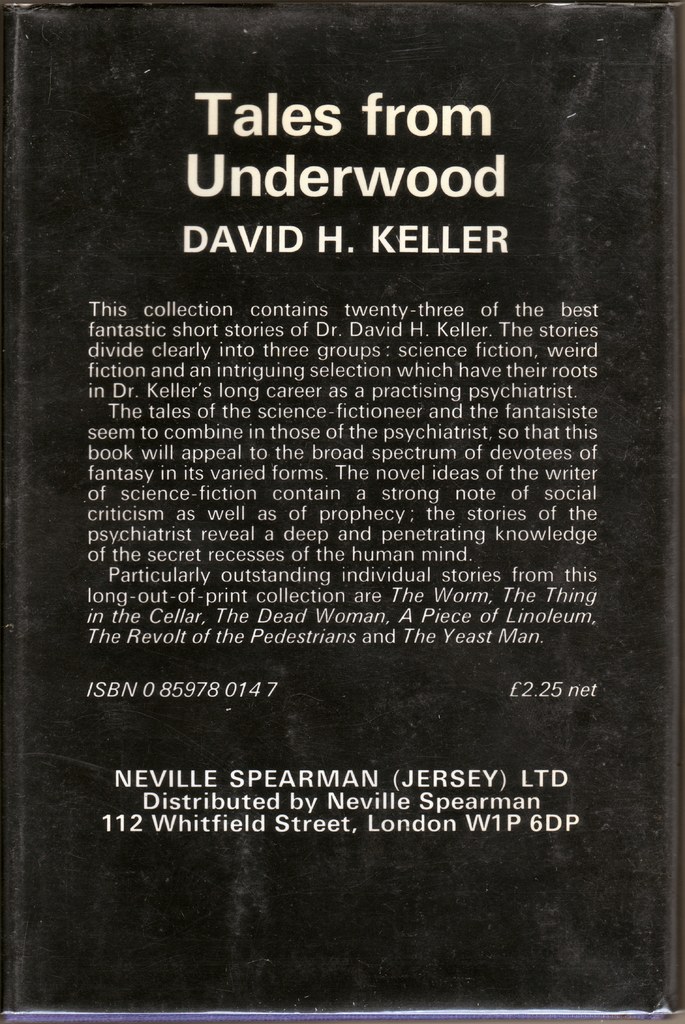 Tales from
Underwood
DAVID H. KELLER
This collection contains twenty-three of the best
fantastic short stories of Dr. David H. Keller. The stories
divide clearly into three groups: science fiction, weird
fiction and an intriguing selection which have their roots
in Dr. Keller's long career as a practising psychiatrist.
The tales of the science-fictioneer and the fantaisiste
seem to combine in those of the psychiatrist, so that this
book will appeal to the broad spectrum of devotees of
fantasy in its varied forms. The novel ideas of the writer
of science-fiction contain a strong note of social
criticism as well as of prophecy; the stories of the
psychiatrist reveal a deep and penetrating knowledge
of the secret recesses of the human mind.
Particularly outstanding individual stories from this
long-out-of-print collection are The Worm, The Thing
in the Cellar, The Dead Woman, A Piece of Linoleum,
The Revolt of the Pedestrians and The Yeast Man.
ISBN 0 85978 014 7 £2.25 net
NEVILLE SPEARMAN (JERSEY) LTD
Distributed by Neville Spearman
112 Whitfield Street, London W1P 6DP